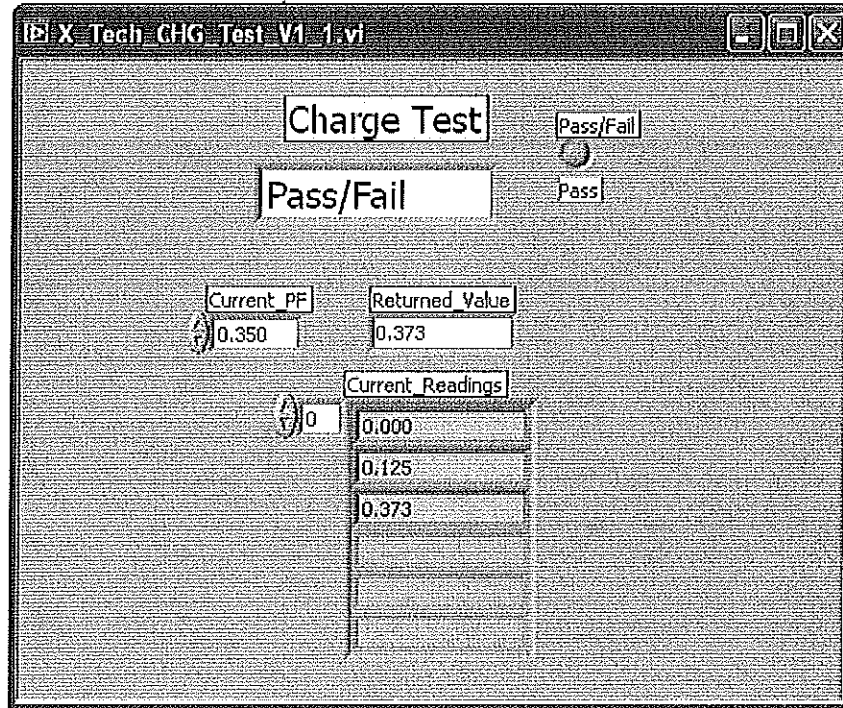 X_Tech_CHG_Test_V1_1.vi
Charge Test
Pass/Fail
Pass/Fail
Pass
Current_PF
Returned_Value
0.350
0.373
Current_Readings
0
0.000
0.125
0.373